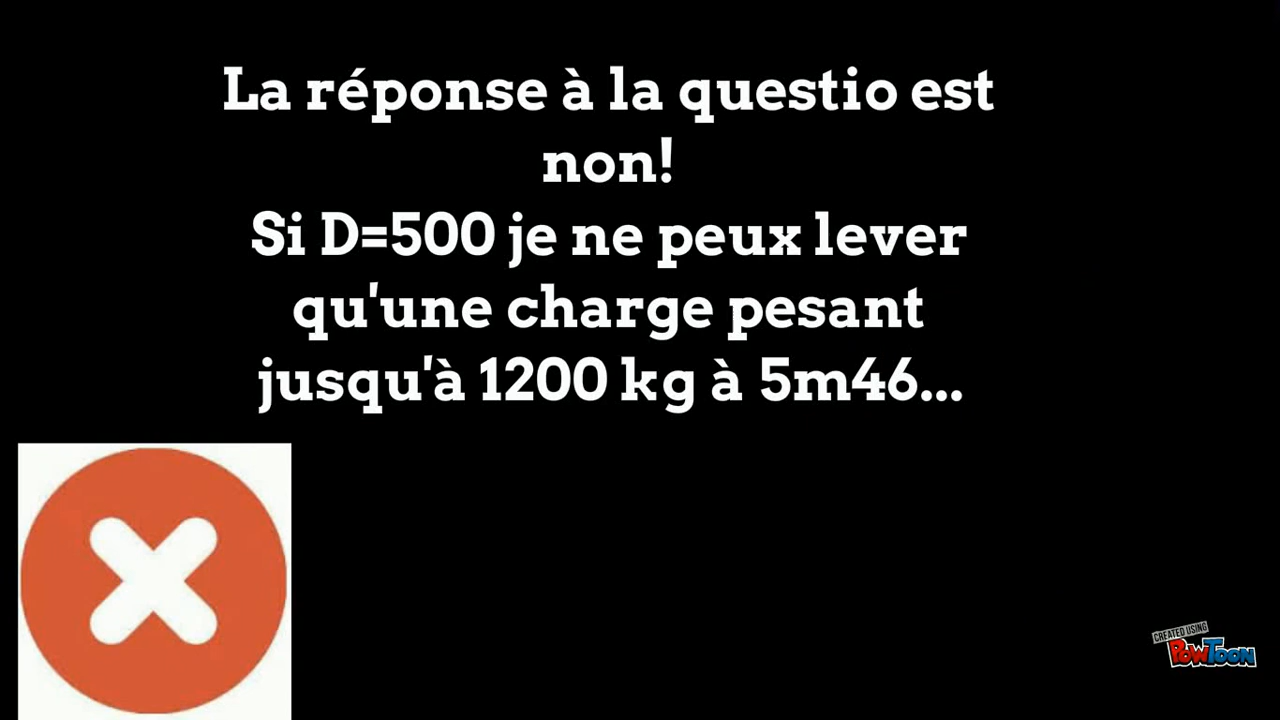 La réponse à la questio est
non!
Si D=500 je ne peux lever
qu'une charge pesant
jusqu'à 1200 kg à 5m46...
CREATED USING
POWTOON